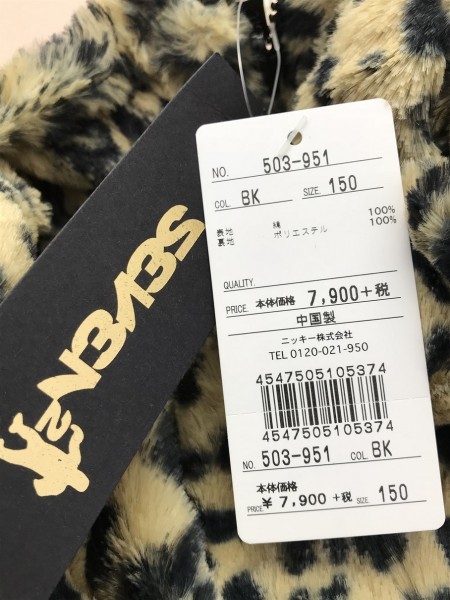 SEVEN2
NO. 503-951
COL. BK SIZE 150
表地 綿 100%
裏地 ポリエステル 100%
QUALITY.
PRICE. 本体価格 7,900+税
中国製
ニッキー株式会社
TEL 0120-021-950
4547505105374
4547505105374
NO. 503-951 COL. BK
本体価格
PRICE. ¥7,900 +税 SIZE. 150